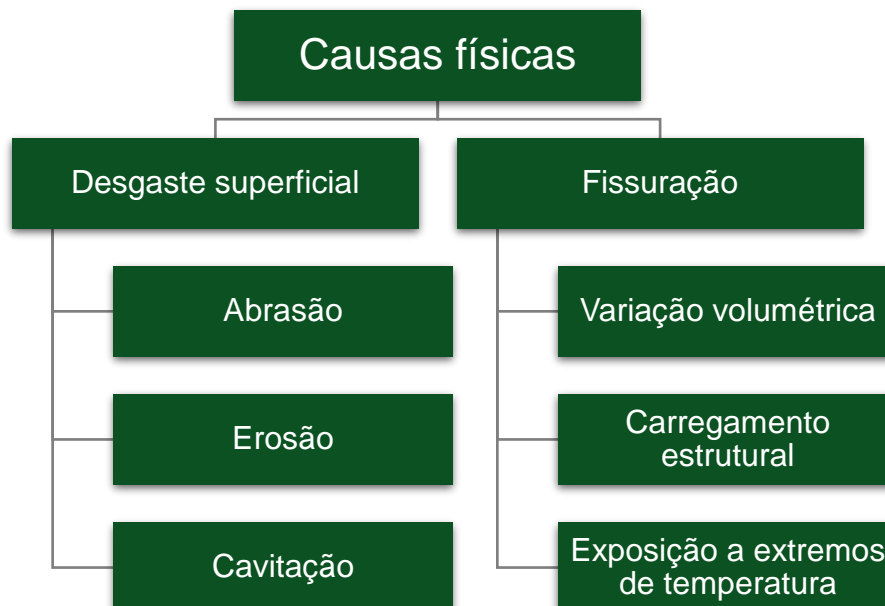 Causas físicas
Desgaste superficial
Fissuração
Abrasão
Variação volumétrica
Erosão
Carregamento
estrutural
Cavitação
Exposição a extremos
de temperatura